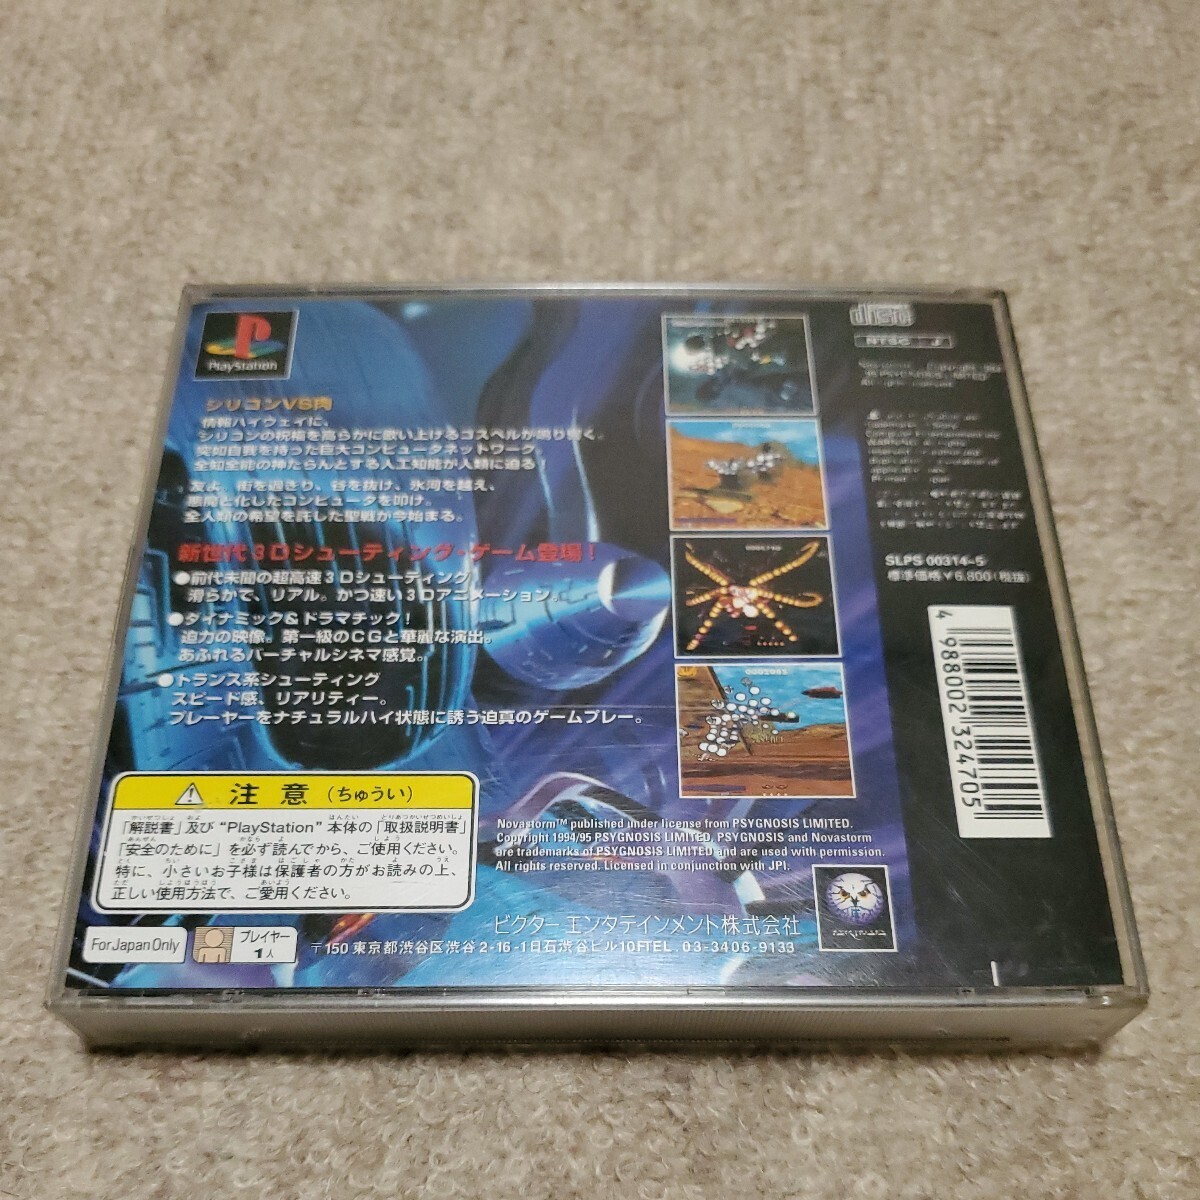 PlayStation
シリコンVS肉
情報ハイウェイに、
シリコンの祝福を高らかに歌い上げるゴスペルが鳴り響く。
突如自我を持った巨大コンピュータネットワーク
全知全能の神たらんとする人工知能が人類に迫る!
友よ、街を過ぎり、谷を抜け、氷河を越え、
悪魔と化したコンピュータを叩け。
全人類の希望を託した聖戦が今始まる。
新世代3Dシューティング・ゲーム登場!
●前代未聞の超高速3Dシューティング
滑らかで、リアル。かつ速い3Dアニメーション。
●ダイナミック&ドラマチック!
迫力の映像。第一級のCGと華麗な演出。
あふれるバーチャルシネマ感覚。
●トランス系シューティング
スピード感、リアリティー。
プレーヤーをナチュラルハイ状態に誘う迫真のゲームプレー。
disc
NTSC J
PSYGNOSIS LIMITED
SLPS 00314~5
標準価格¥6,800(税抜)
4 988002 324705
注意(ちゅうい)
「解説書」及び“PlayStation”本体の「取扱説明書」
「安全のために」を必ず読んでから、ご使用ください。
特に、小さいお子様は保護者の方がお読みの上、
正しい使用方法で、ご愛用ください。
For Japan Only
プレイヤー
1人
Novastorm™ published under license from PSYGNOSIS LIMITED.
Copyright 1994/95 PSYGNOSIS LIMITED, PSYGNOSIS and Novastorm
are trademarks of PSYGNOSIS LIMITED and are used with permission.
All rights reserved. Licensed in conjunction with JPI.
ビクター エンタテインメント株式会社
〒150 東京都渋谷区渋谷2-16-1日石渋谷ビル10FTEL. 03-3406-9133
PSYGNOSIS